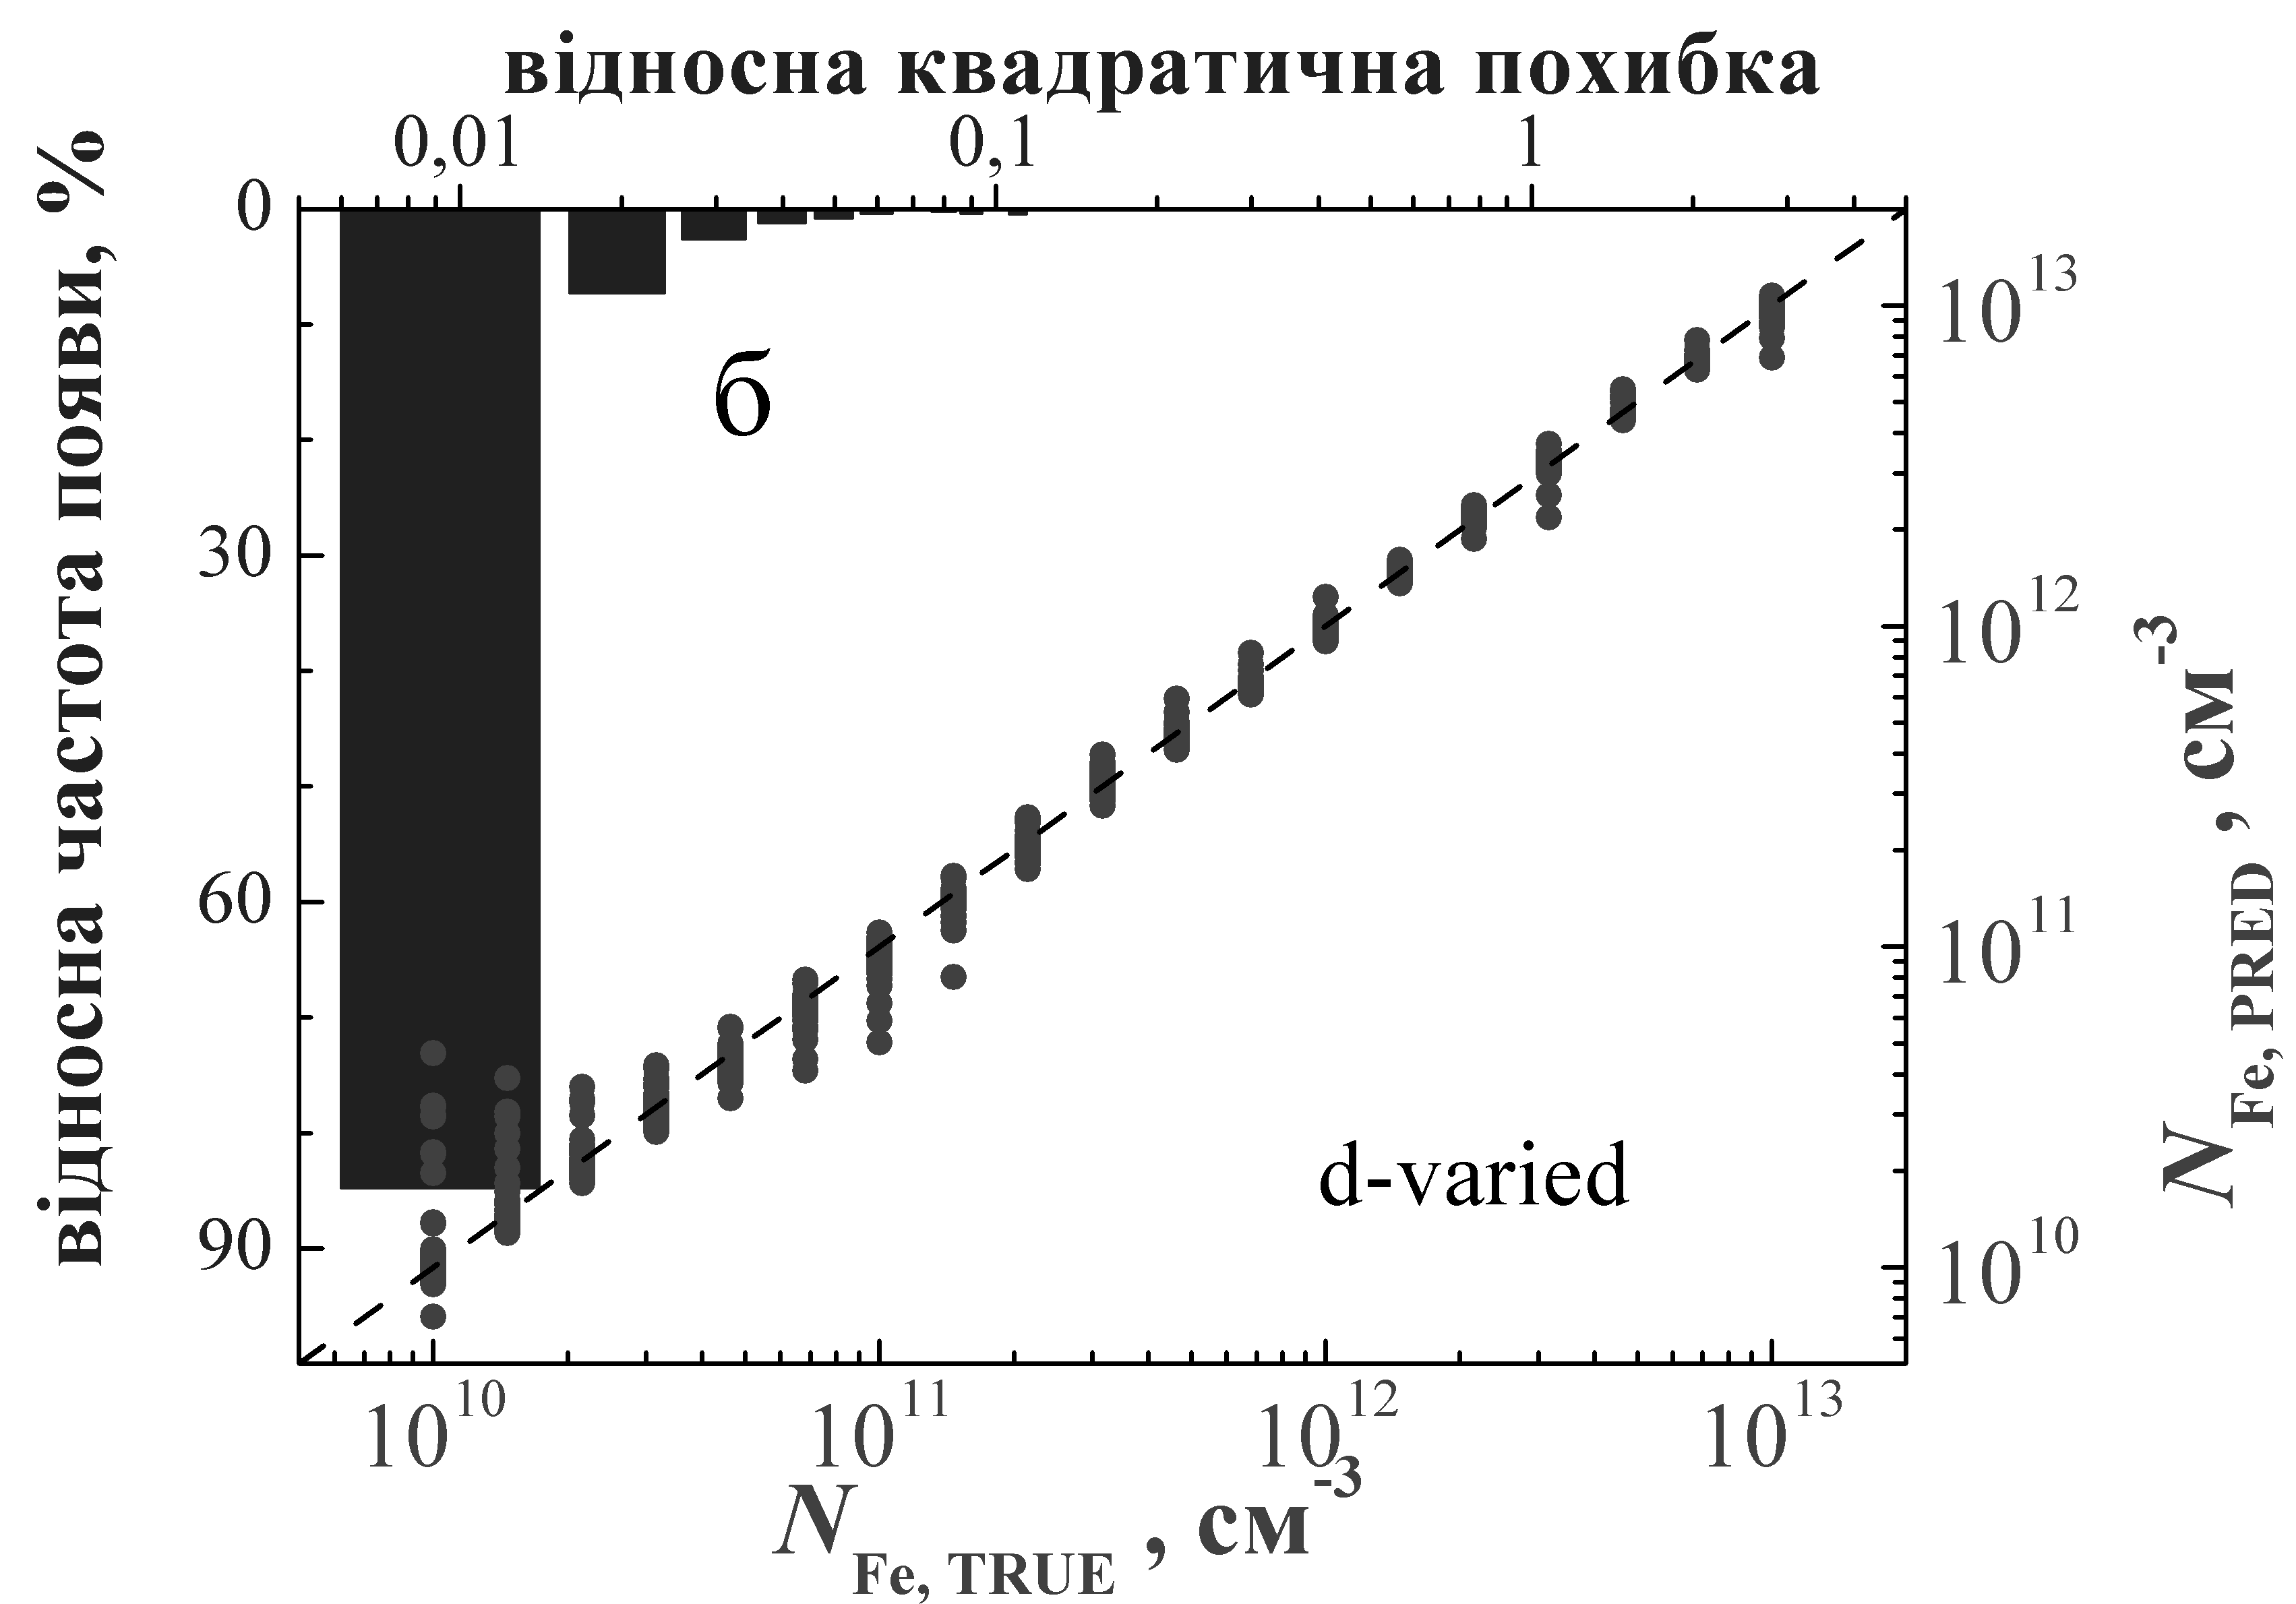 відносна квадратична похибка
0,01 0,1 1
відносна частота появи, %
0
30
60
90
б
d-varied
10^13
10^12
10^11
10^10
N Fe, PRED , см^-3
10^10 10^11 10^12 10^13
N Fe, TRUE , см^-3